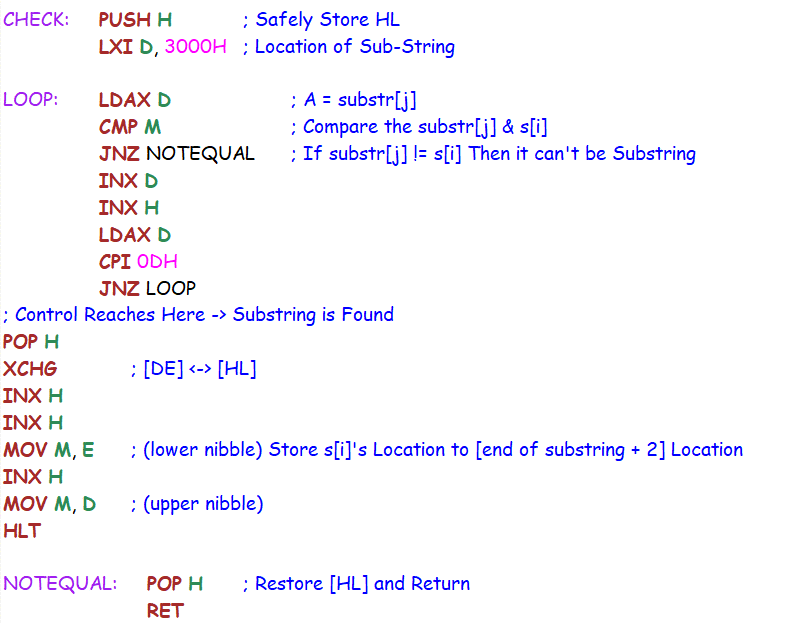 CHECK: PUSH H ; Safely Store HL
LXI D, 3000H ; Location of Sub-String
LOOP: LDAX D ; A = substr[j]
CMP M ; Compare the substr[j] & s[i]
JNZ NOTEQUAL ; If substr[j] != s[i] Then it can't be Substring
INX D
INX H
LDAX D
CPI 0DH
JNZ LOOP
; Control Reaches Here -> Substring is Found
POP H
XCHG ; [DE] <-> [HL]
INX H
INX H
MOV M, E ; (lower nibble) Store s[i]'s Location to [end of substring + 2] Location
INX H
MOV M, D ; (upper nibble)
HLT
NOTEQUAL: POP H ; Restore [HL] and Return
RET